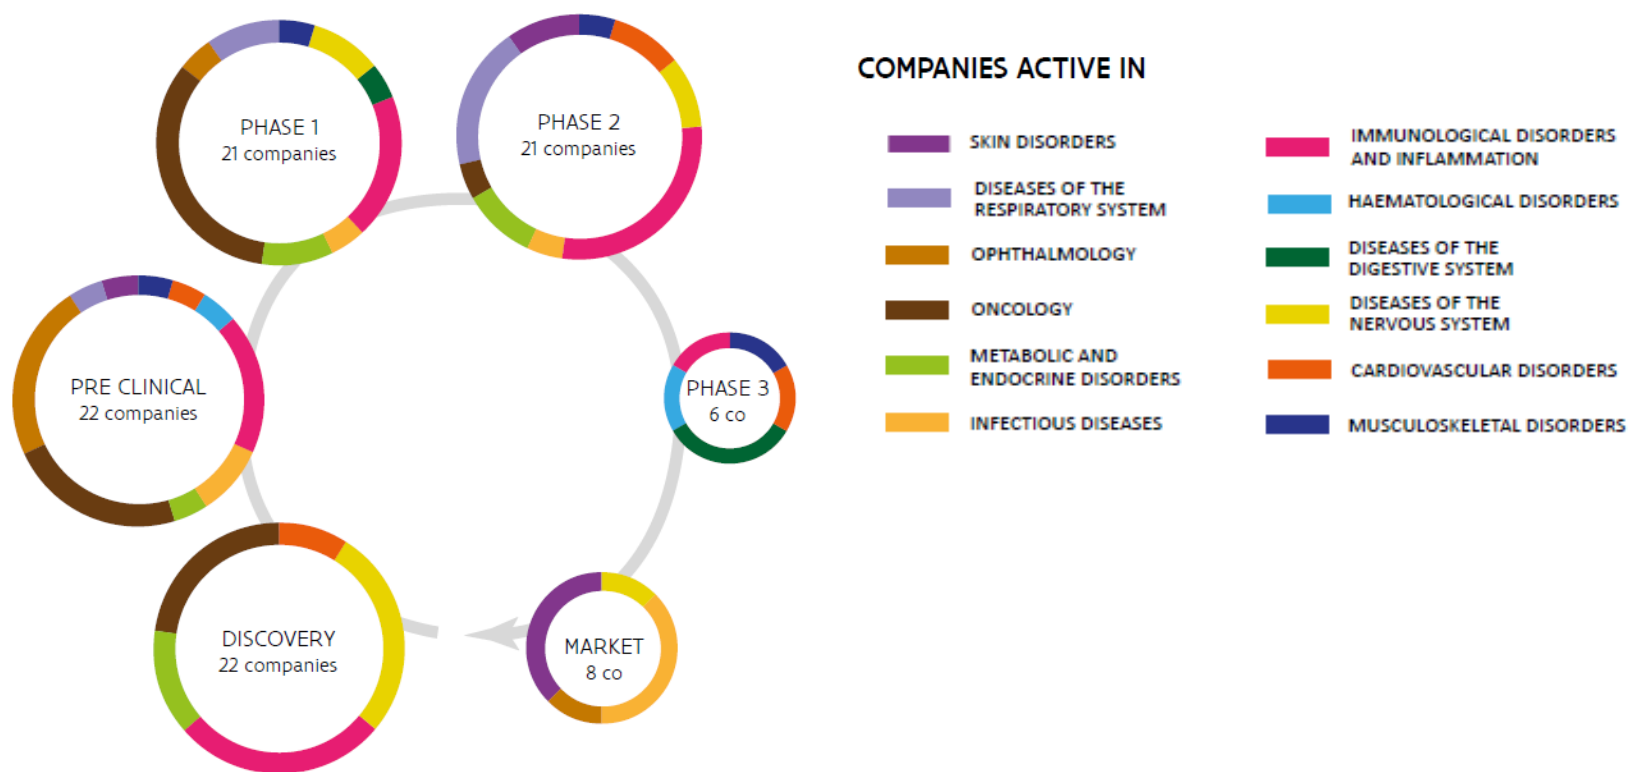 PHASE 1
21 companies
PHASE 2
21 companies
PHASE 3
6 co
MARKET
8 co
DISCOVERY
22 companies
PRE CLINICAL
22 companies
COMPANIES ACTIVE IN
SKIN DISORDERS
DISEASES OF THE
RESPIRATORY SYSTEM
OPHTHALMOLOGY
ONCOLOGY
METABOLIC AND
ENDOCRINE DISORDERS
INFECTIOUS DISEASES
IMMUNOLOGICAL DISORDERS
AND INFLAMMATION
HAEMATOLOGICAL DISORDERS
DISEASES OF THE
DIGESTIVE SYSTEM
DISEASES OF THE
NERVOUS SYSTEM
CARDIOVASCULAR DISORDERS
MUSCULOSKELETAL DISORDERS